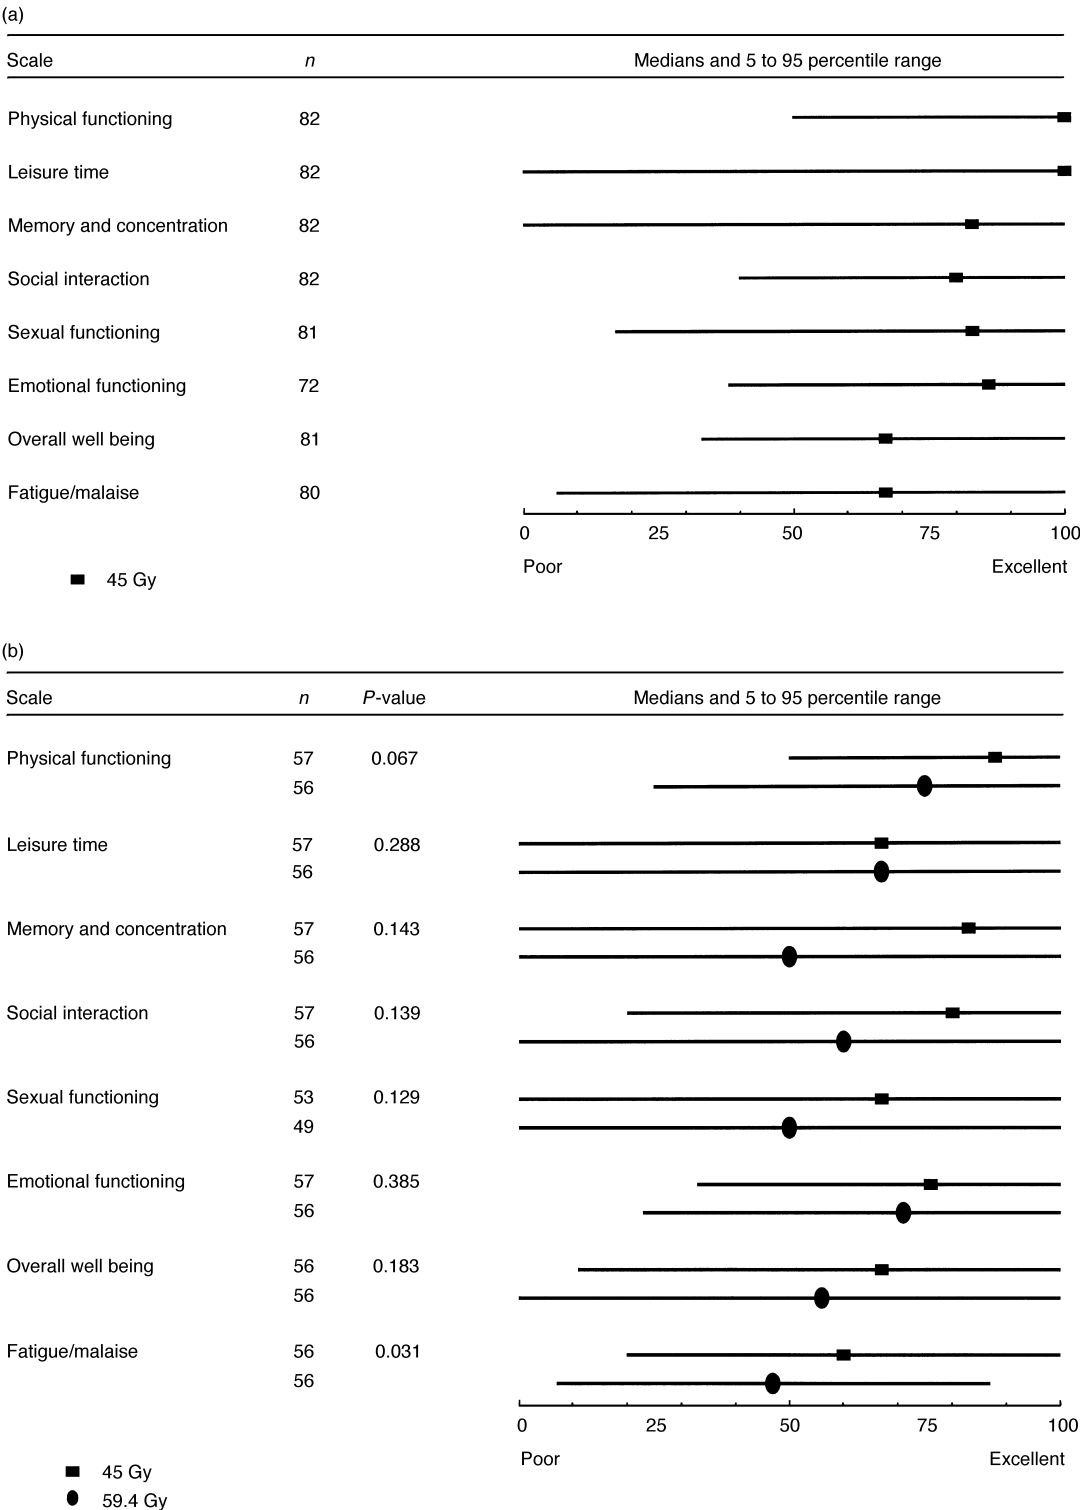 (a)
Scale n Medians and 5 to 95 percentile range
Physical functioning 82
Leisure time 82
Memory and concentration 82
Social interaction 82
Sexual functioning 81
Emotional functioning 72
Overall well being 81
Fatigue/malaise 80
0 25 50 75 100
Poor Excellent
45 Gy
(b)
Scale n P-value Medians and 5 to 95 percentile range
Physical functioning 57 0.067
56
Leisure time 57 0.288
56
Memory and concentration 57 0.143
56
Social interaction 57 0.139
56
Sexual functioning 53 0.129
49
Emotional functioning 57 0.385
56
Overall well being 56 0.183
56
Fatigue/malaise 56 0.031
56
0 25 50 75 100
Poor Excellent
45 Gy
59.4 Gy